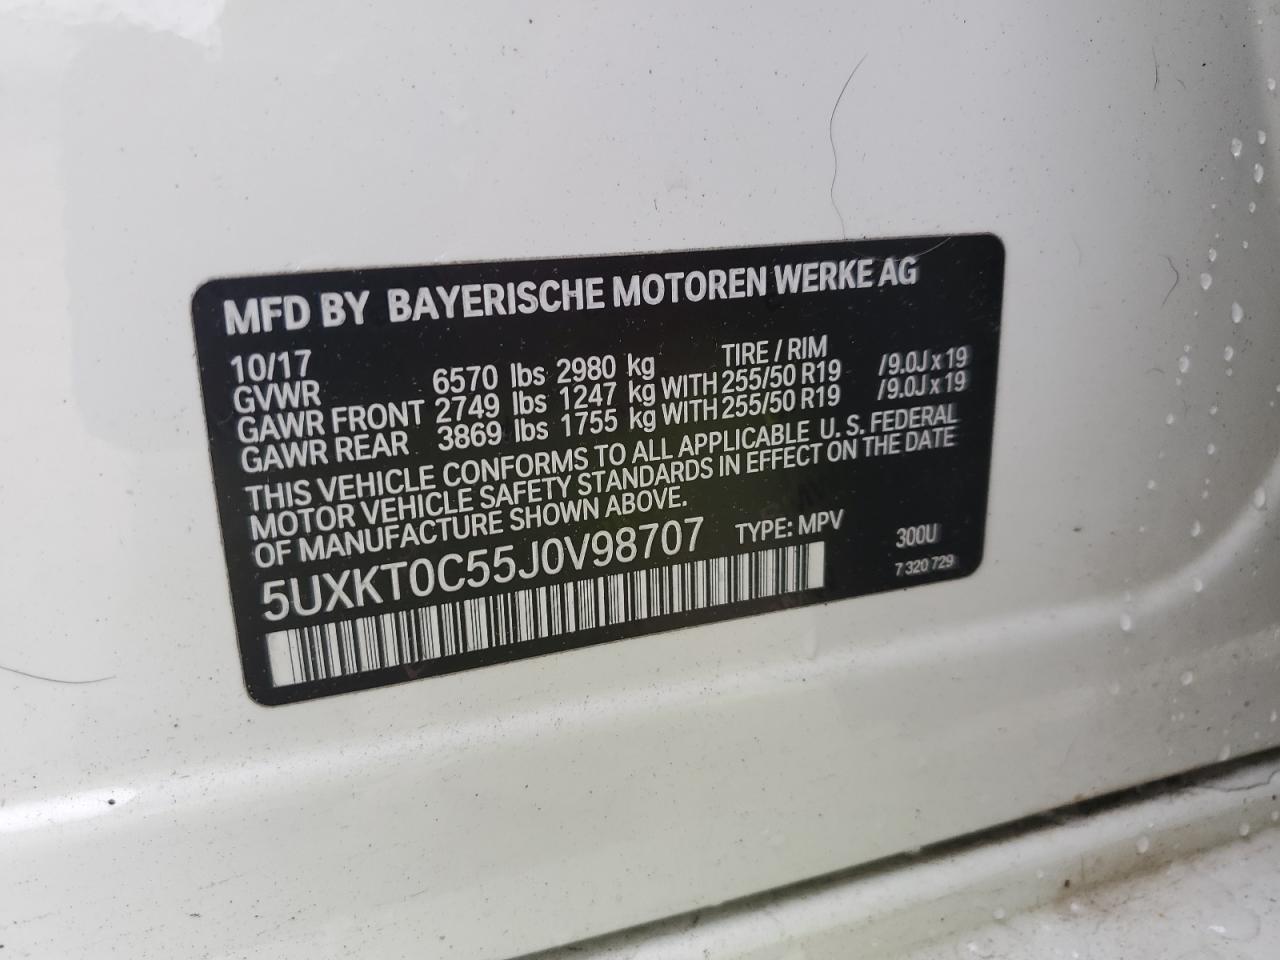 MFD BY BAYERISCHE MOTOREN WERKE AG
10/17 TIRE / RIM
GVWR 6570 lbs 2980 kg
GAWR FRONT 2749 lbs 1247 kg WITH 255/50 R19 /9.0J x 19
GAWR REAR 3869 lbs 1755 kg WITH 255/50 R19 /9.0J x 19
THIS VEHICLE CONFORMS TO ALL APPLICABLE U. S. FEDERAL
MOTOR VEHICLE SAFETY STANDARDS IN EFFECT ON THE DATE
OF MANUFACTURE SHOWN ABOVE.
5UXKT0C55J0V98707 TYPE: MPV 300U
7 320 729